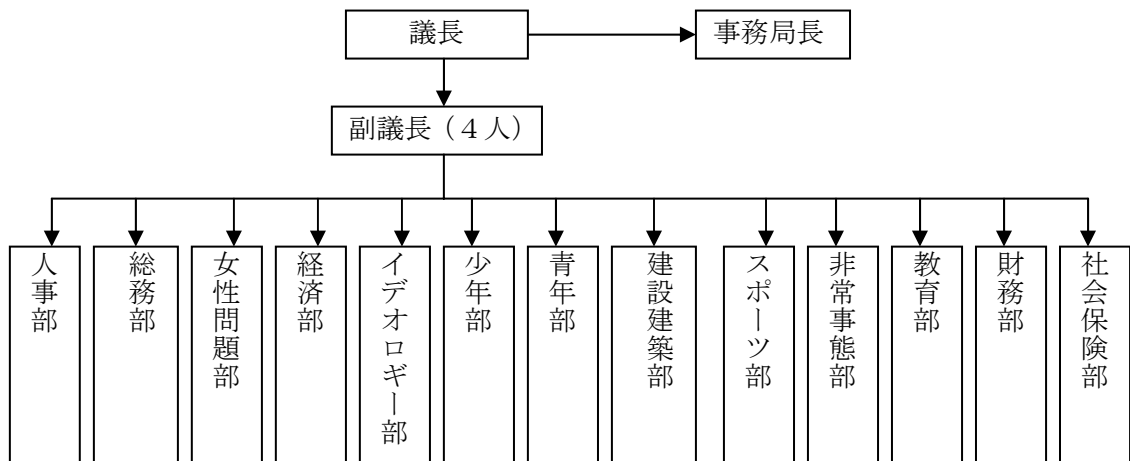 議長
事務局長
副議長（４人）
人事部
総務部
女性問題部
経済部
イデオロギー部
少年部
青年部
建設建築部
スポーツ部
非常事態部
教育部
財務部
社会保険部